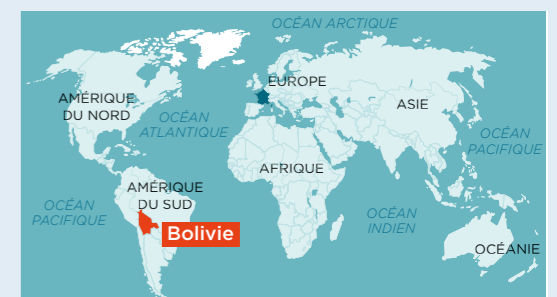 OCÉAN ARCTIQUE
EUROPE
AMÉRIQUE
DU NORD
ASIE
OCÉAN
ATLANTIQUE
OCÉAN
PACIFIQUE
AFRIQUE
AMÉRIQUE
DU SUD
OCÉAN
PACIFIQUE
OCÉAN
INDIEN
Bolivie
OCÉANIE